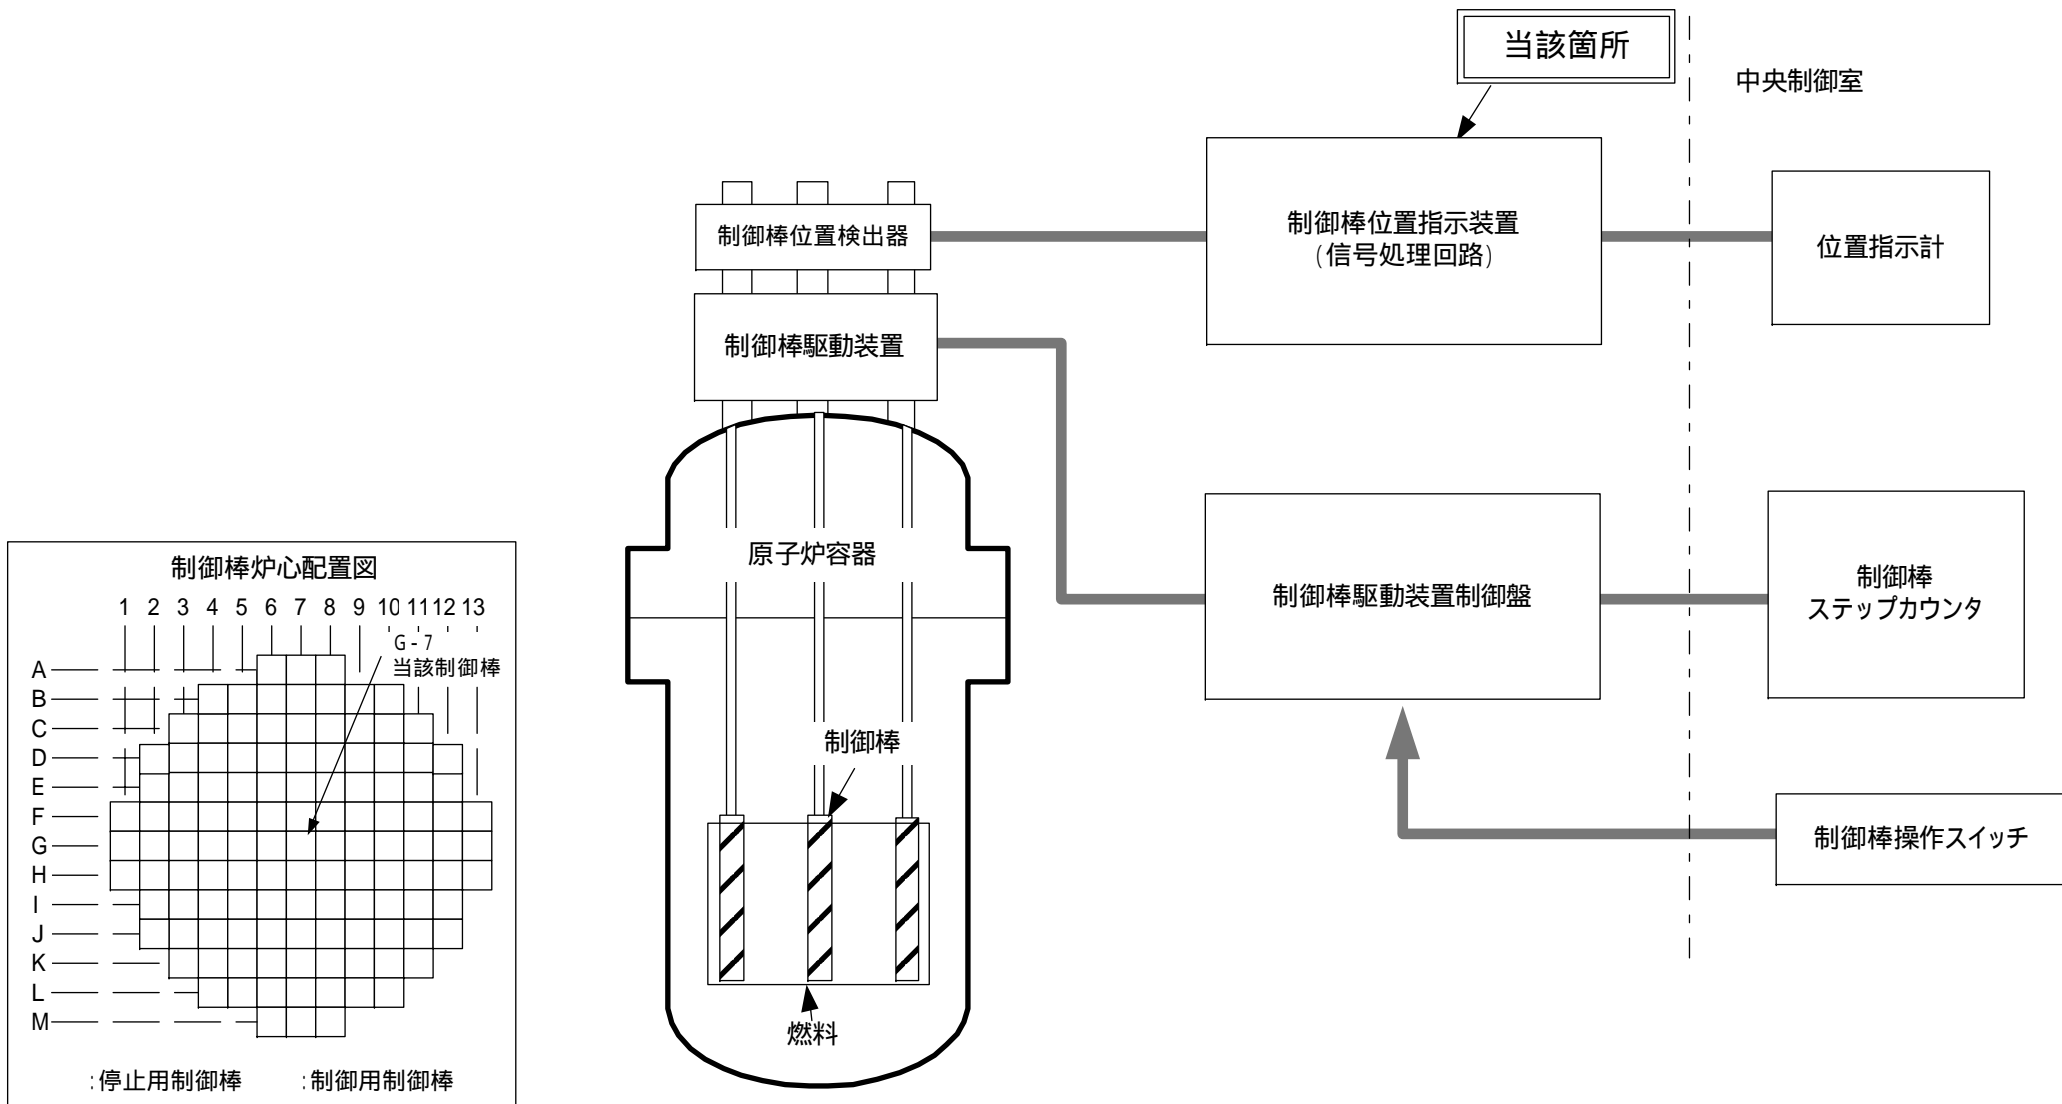 当該箇所
中央制御室
制御棒位置検出器
制御棒位置指示装置
(信号処理回路)
位置指示計
制御棒駆動装置
原子炉容器
制御棒駆動装置制御盤
制御棒
ステップカウンタ
制御棒
制御棒操作スイッチ
燃料
制御棒炉心配置図
1 2 3 4 5 6 7 8 9 10 11 12 13
G-7
当該制御棒
A
B
C
D
E
F
G
H
I
J
K
L
M
:停止用制御棒 :制御用制御棒